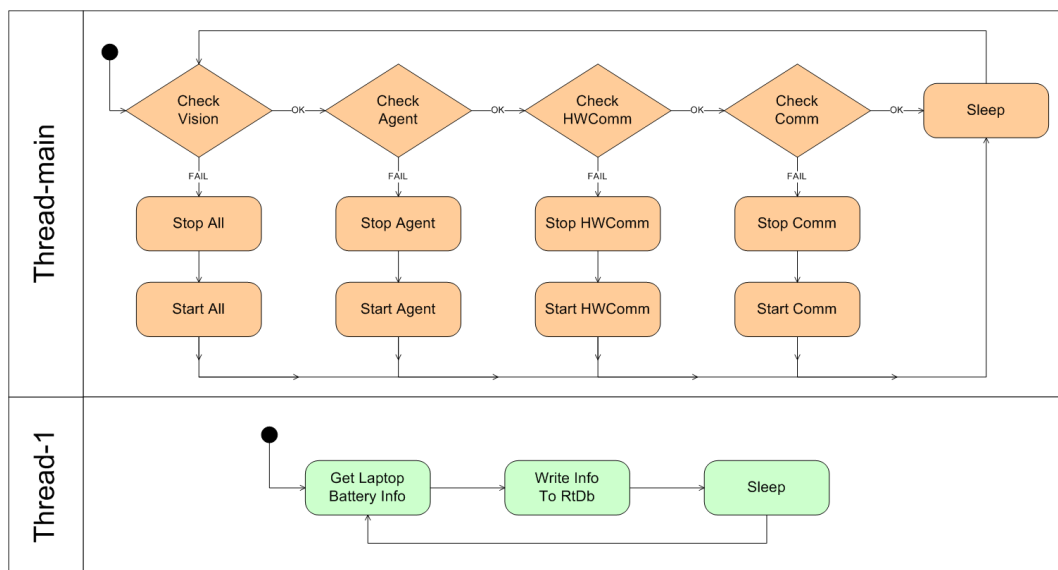 Thread-main
Check
Vision
OK
Check
Agent
OK
Check
HWComm
OK
Check
Comm
OK
Sleep
FAIL
FAIL
FAIL
FAIL
Stop All
Stop Agent
Stop HWComm
Stop Comm
Start All
Start Agent
Start HWComm
Start Comm
Thread-1
Get Laptop
Battery Info
Write Info
To RtDb
Sleep